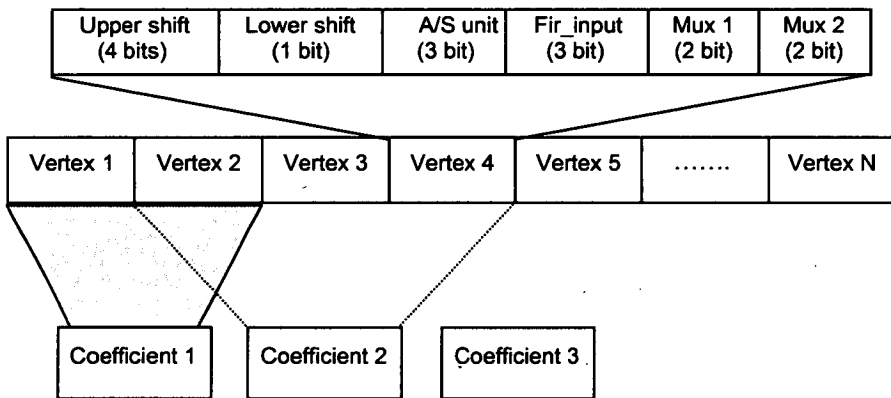 Upper shift (4 bits)
Lower shift (1 bit)
A/S unit (3 bit)
Fir_input (3 bit)
Mux 1 (2 bit)
Mux 2 (2 bit)
Vertex 1
Vertex 2
Vertex 3
Vertex 4
Vertex 5
.......
Vertex N
Coefficient 1
Coefficient 2
Coefficient 3